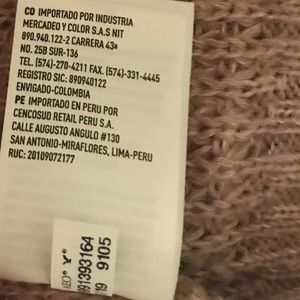 CO IMPORTADO POR INDUSTRIA
MERCADEO Y COLOR S.A.S NIT
890.940.122-2 CARRERA 43ª
NO. 25B SUR-136
TEL. (574)-270-4211 FAX. (574)-331-4445
REGISTRO SIC: 890940122
ENVIGADO-COLOMBIA
PE IMPORTADO EN PERU POR
CENCOSUD RETAIL PERU S.A.
CALLE AUGUSTO ANGULO #130
SAN ANTONIO-MIRAFLORES, LIMA-PERU
RUC: 20109072177
393164
9105